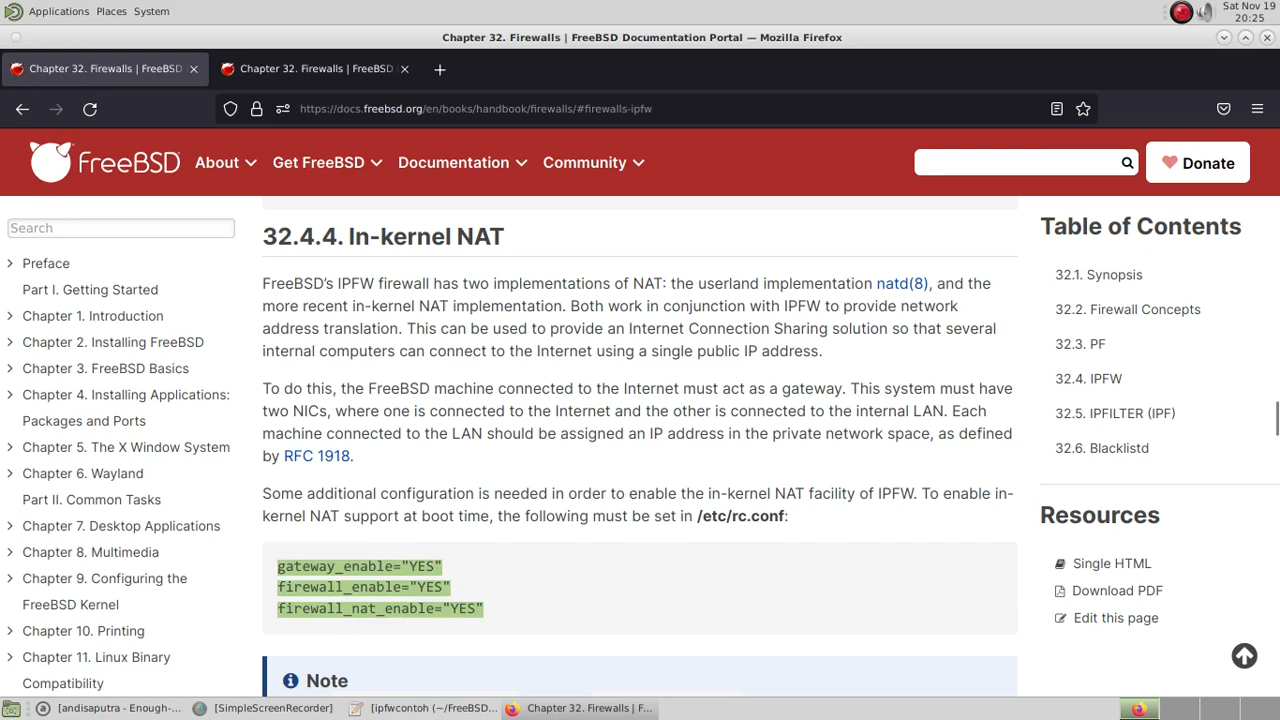 Applications Places System
Sat Nov 19
20:25
Chapter 32. Firewalls | FreeBSD Documentation Portal — Mozilla Firefox
Chapter 32. Firewalls | FreeBSD
Chapter 32. Firewalls | FreeBSD
https://docs.freebsd.org/en/books/handbook/firewalls/#firewalls-ipfw
FreeBSD About Get FreeBSD Documentation Community Donate
Search
Preface
Part I. Getting Started
Chapter 1. Introduction
Chapter 2. Installing FreeBSD
Chapter 3. FreeBSD Basics
Chapter 4. Installing Applications:
Packages and Ports
Chapter 5. The X Window System
Chapter 6. Wayland
Part II. Common Tasks
Chapter 7. Desktop Applications
Chapter 8. Multimedia
Chapter 9. Configuring the
FreeBSD Kernel
Chapter 10. Printing
Chapter 11. Linux Binary
Compatibility
32.4.4. In-kernel NAT
FreeBSD’s IPFW firewall has two implementations of NAT: the userland implementation natd(8), and the
more recent in-kernel NAT implementation. Both work in conjunction with IPFW to provide network
address translation. This can be used to provide an Internet Connection Sharing solution so that several
internal computers can connect to the Internet using a single public IP address.
To do this, the FreeBSD machine connected to the Internet must act as a gateway. This system must have
two NICs, where one is connected to the Internet and the other is connected to the internal LAN. Each
machine connected to the LAN should be assigned an IP address in the private network space, as defined
by RFC 1918.
Some additional configuration is needed in order to enable the in-kernel NAT facility of IPFW. To enable in-
kernel NAT support at boot time, the following must be set in /etc/rc.conf:
gateway_enable="YES"
firewall_enable="YES"
firewall_nat_enable="YES"
Note
Table of Contents
32.1. Synopsis
32.2. Firewall Concepts
32.3. PF
32.4. IPFW
32.5. IPFILTER (IPF)
32.6. Blacklistd
Resources
Single HTML
Download PDF
Edit this page
[andisaputra - Enough-...
[SimpleScreenRecorder]
[ipfwcontoh (~/FreeBSD...
Chapter 32. Firewalls | F...